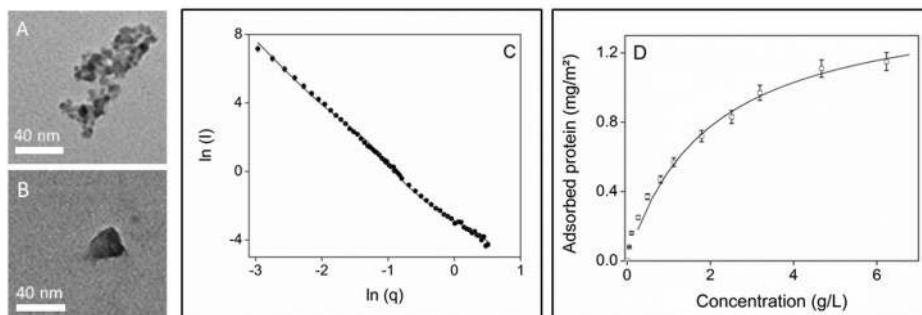 A
40 nm
B
40 nm
C
ln (I)
8
4
0
-4
-3
-2
-1
0
1
ln (q)
D
Adsorbed protein (mg/m²)
1.2
0.8
0.4
0.0
0
2
4
6
Concentration (g/L)